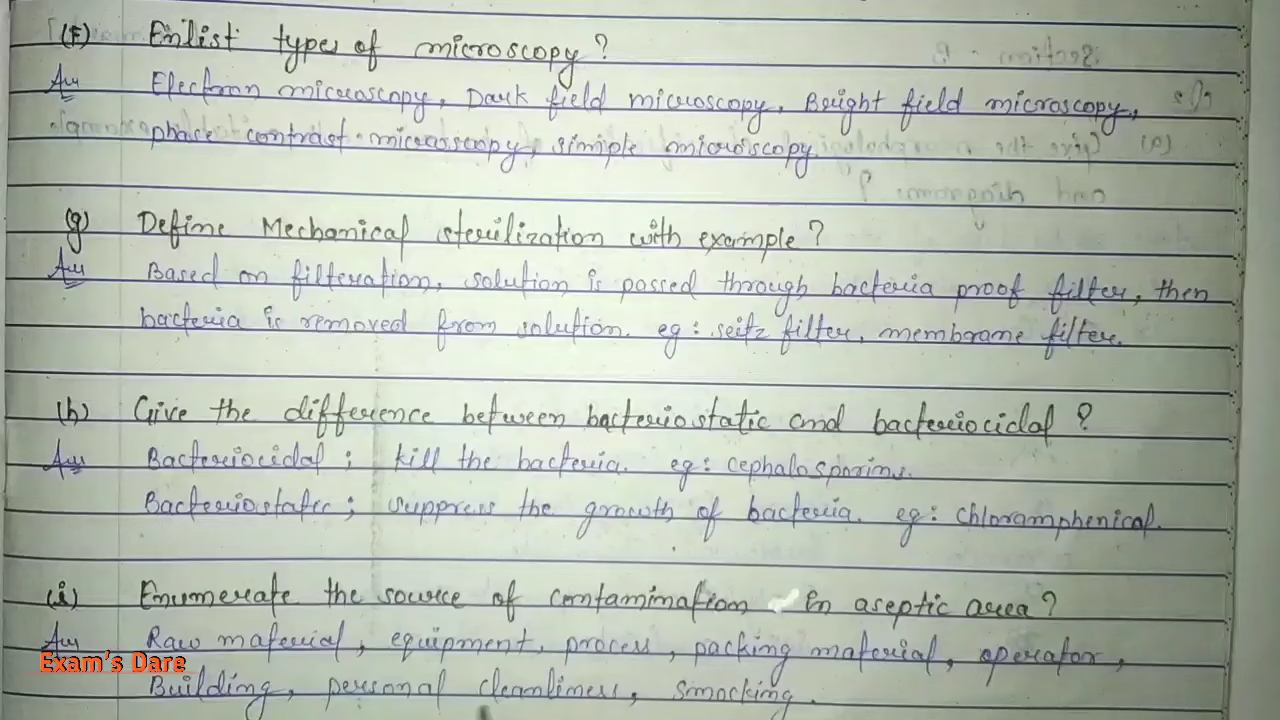 (F) Enlist types of microscopy?
Ans Electron microscopy, Dark field microscopy, Bright field microscopy,
phase contrast microscopy, simple microscopy.
(g) Define Mechanical sterilization with example?
Ans Based on filteration, solution is passed through bacteria proof filter, then
bacteria is removed from solution. eg: seitz filter, membrane filter.
(h) Give the difference between bacteriostatic and bacteriocidal?
Ans Bacteriocidal; kill the bacteria. eg: cephalosporins.
Bacteriostatic; suppress the growth of bacteria. eg: chloramphenical.
(i) Enumerate the source of contamination in aseptic area?
Ans Raw material, equipment, process, packing material, operator,
Exam's Dare
Building, personal cleanliness, smocking.